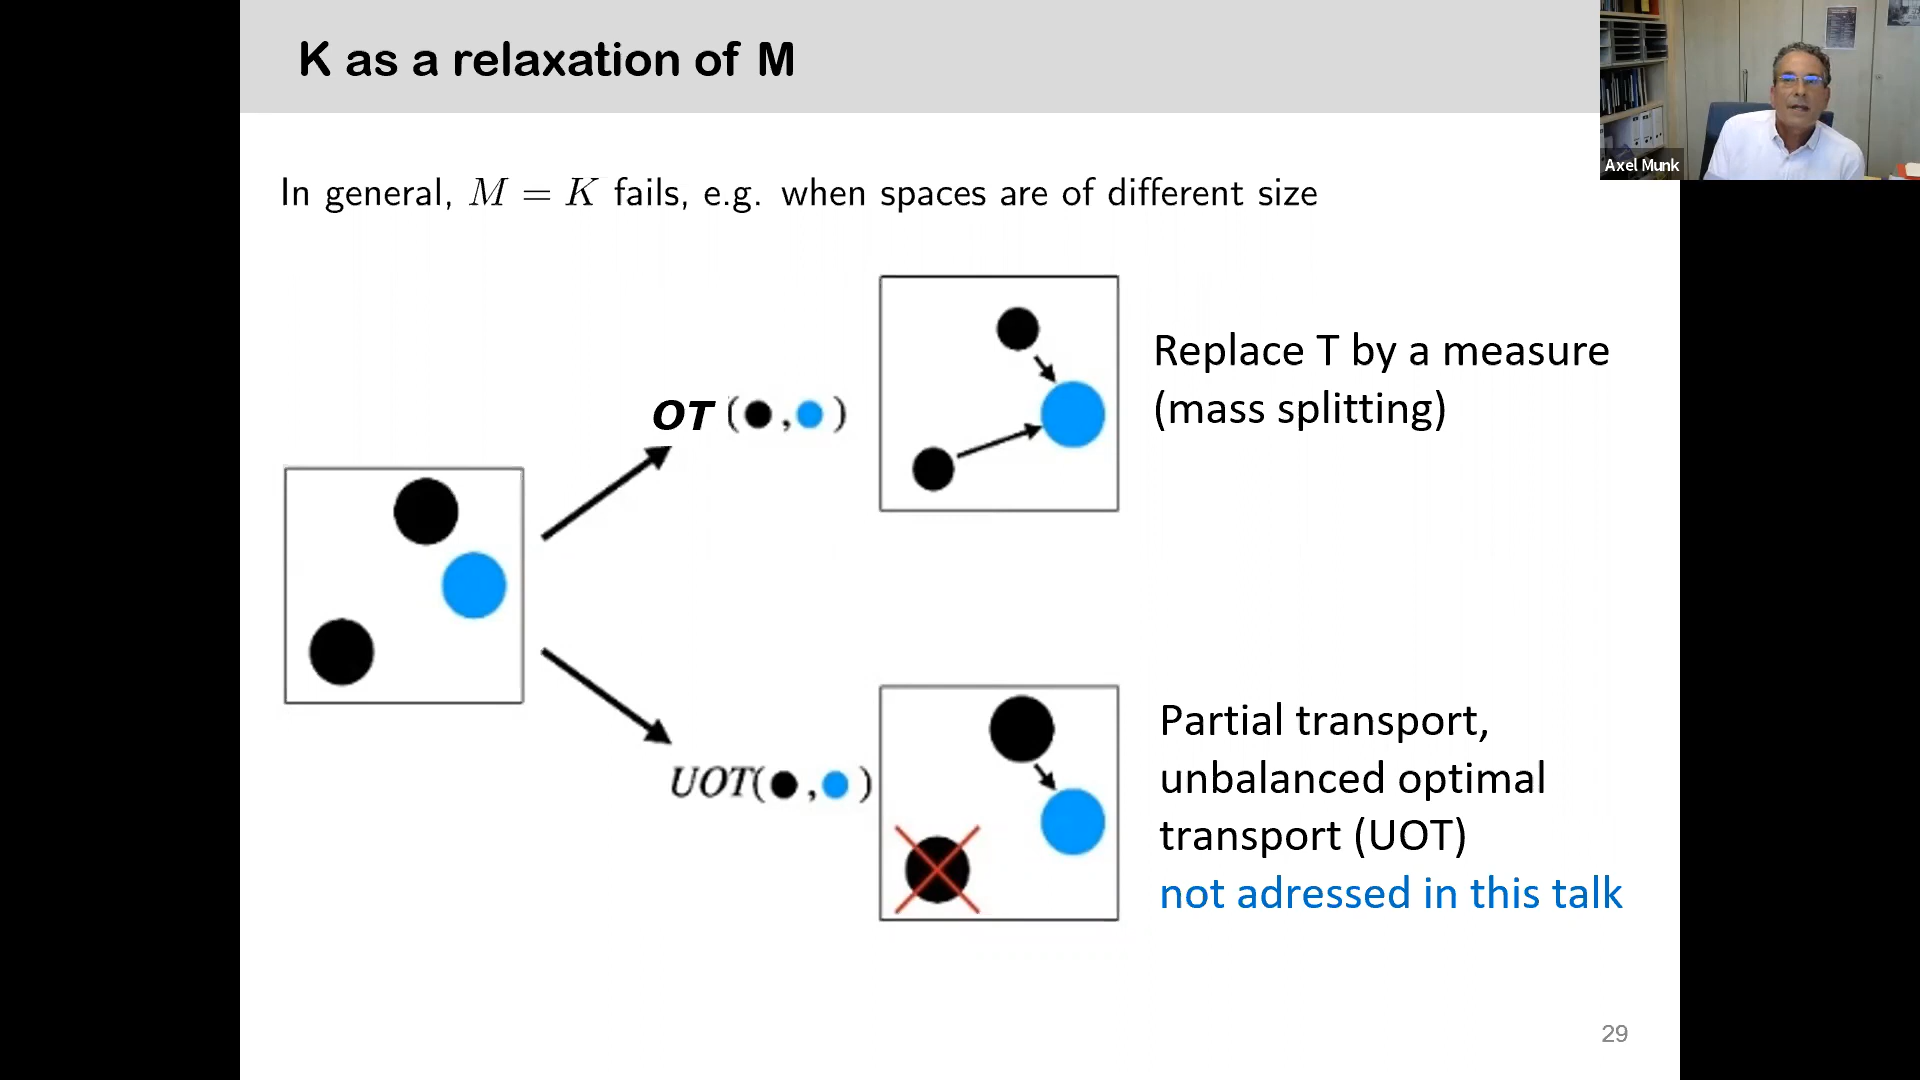 K as a relaxation of M
Axel Munk
In general, M = K fails, e.g. when spaces are of different size
OT ( , )
Replace T by a measure
(mass splitting)
UOT( , )
Partial transport,
unbalanced optimal
transport (UOT)
not adressed in this talk
29